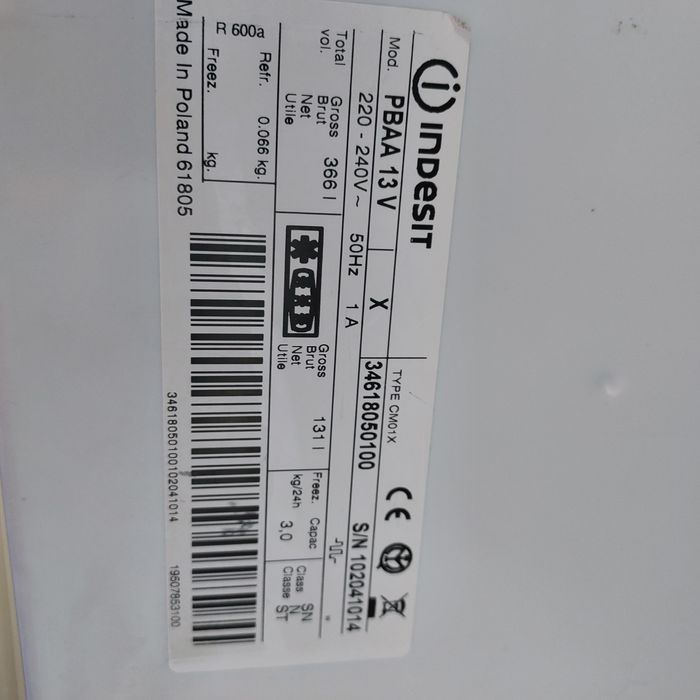 INDESIT
Mod. PBAA 13 V X
TYPE CM01X
34618050100
220 - 240V~ 50Hz 1 A
S/N 102041014
Total vol.
Gross Brut
Net Utile
366 l
Gross Brut
Net Utile
131 l
Freez. Capac
kg/24h 3,0
Class SN
N
Classe ST
R 600a
Refr. 0.066 kg.
Freez. kg.
Made In Poland 61805
34618050100102041014
19507853100
CE